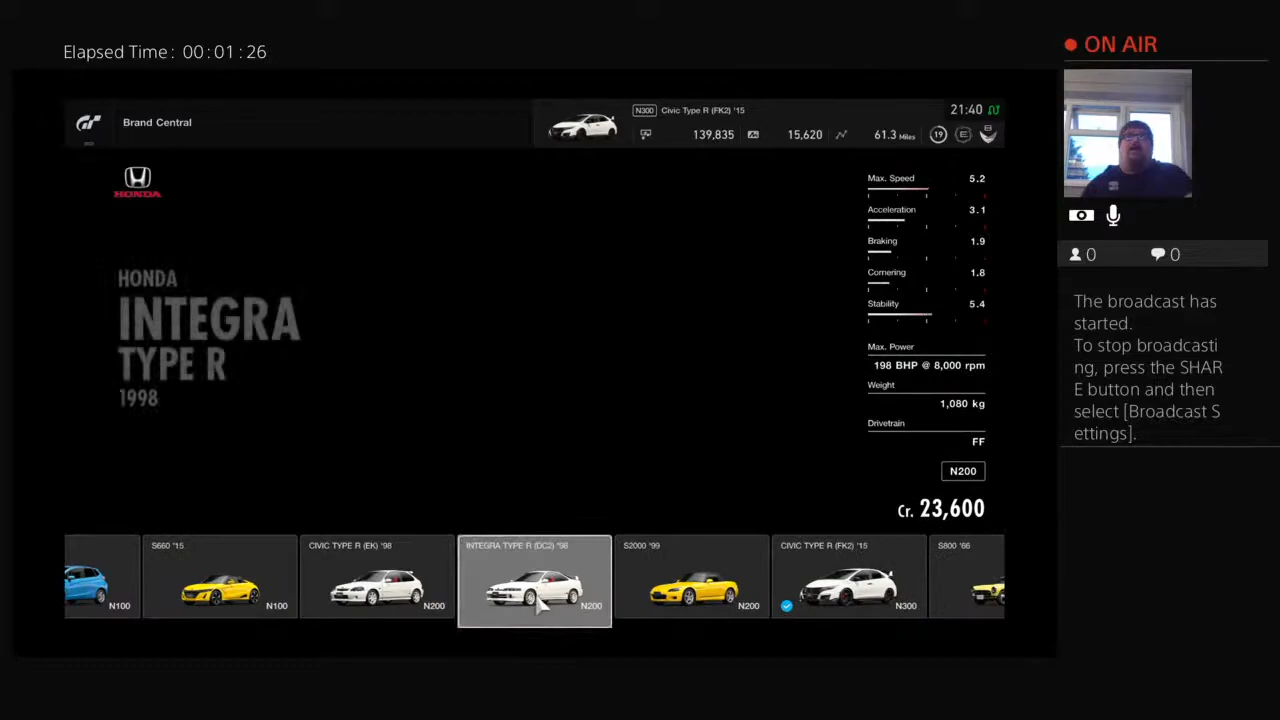 Elapsed Time: 00:01:26
ON AIR
Brand Central
N300 Civic Type R (FK2) '15
21:40
139,835 15,620 61.3 Miles 19 E
HONDA
HONDA
INTEGRA
TYPE R
1998
Max. Speed 5.2
Acceleration 3.1
Braking 1.9
Cornering 1.8
Stability 5.4
Max. Power
198 BHP @ 8,000 rpm
Weight
1,080 kg
Drivetrain
FF
N200
Cr. 23,600
N100
S660 '15
N100
CIVIC TYPE R (EK) '98
N200
INTEGRA TYPE R (DC2) '98
N200
S2000 '99
N200
CIVIC TYPE R (FK2) '15
N300
S800 '66
0 0
The broadcast has
started.
To stop broadcasti
ng, press the SHAR
E button and then
select [Broadcast S
ettings].